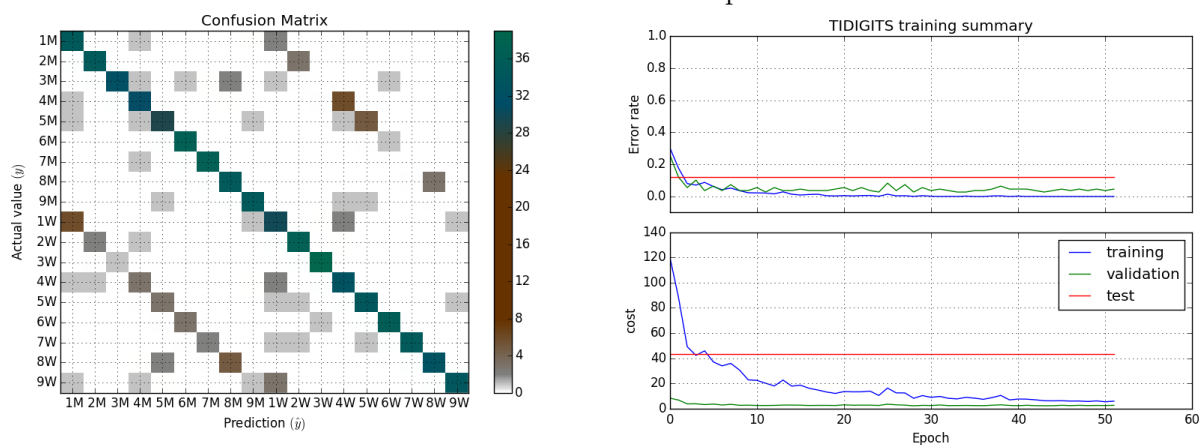 Confusion Matrix
1M
2M
3M
4M
5M
6M
7M
8M
9M
1W
2W
3W
4W
5W
6W
7W
8W
9W
Actual value (y)
1M 2M 3M 4M 5M 6M 7M 8M 9M 1M 2W 3W 4W 5W 6W 7W 8W 9W
Prediction (ŷ)
36
32
28
24
20
16
12
8
4
0
TIDIGITS training summary
1.0
0.8
0.6
0.4
0.2
0.0
Error rate
140
120
100
80
60
40
20
0
cost
training
validation
test
0 10 20 30 40 50 60
Epoch